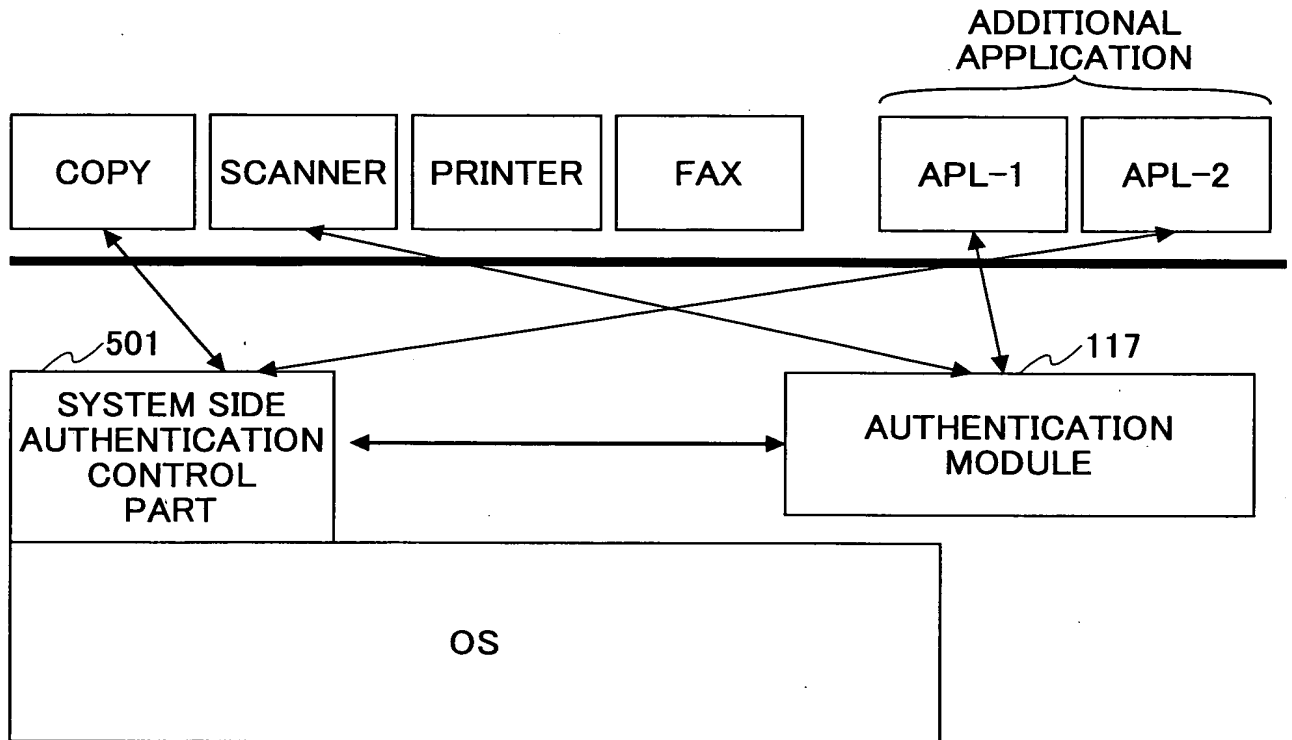 ADDITIONAL
APPLICATION
COPY
SCANNER
PRINTER
FAX
APL-1
APL-2
501
117
SYSTEM SIDE
AUTHENTICATION
CONTROL
PART
AUTHENTICATION
MODULE
OS